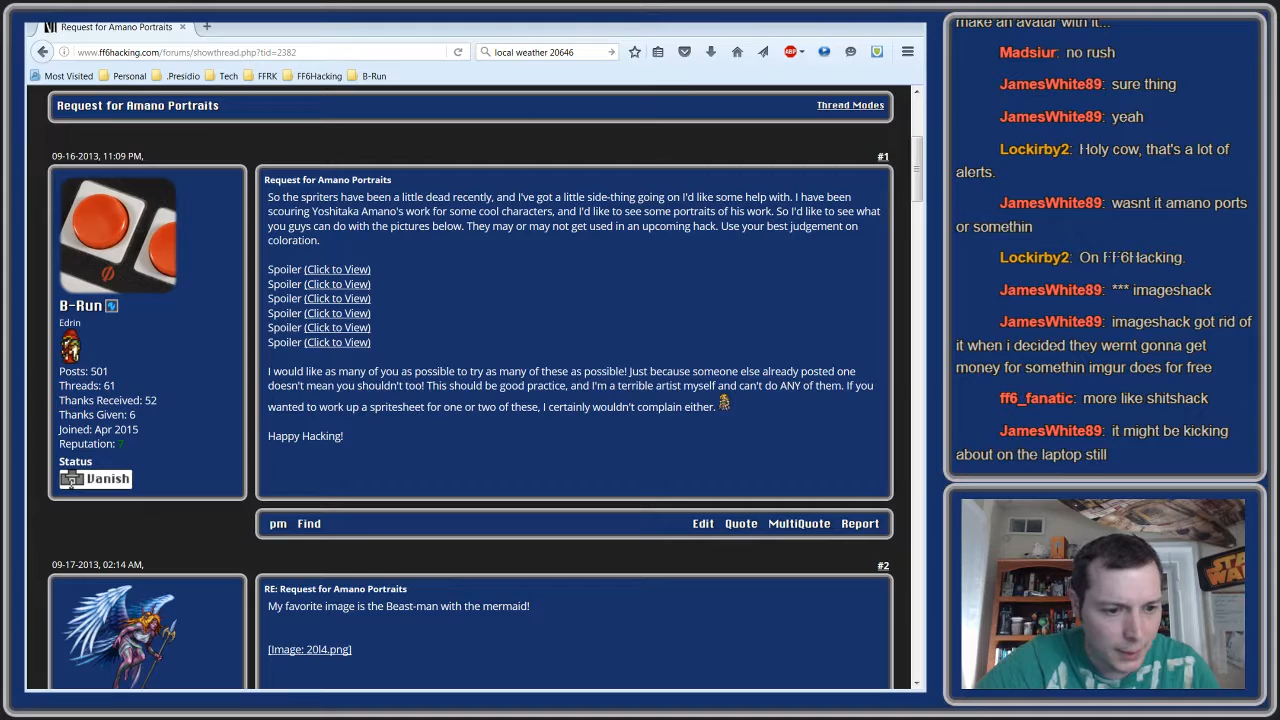 Request for Amano Portraits × +
www.ff6hacking.com/forums/showthread.php?tid=2382
local weather 20646
ABP
Most Visited Personal .Presidio Tech FFRK FF6Hacking B-Run
Request for Amano Portraits
Thread Modes
09-16-2013, 11:09 PM,
#1
B-Run
Edrin
Posts: 501
Threads: 61
Thanks Received: 52
Thanks Given: 6
Joined: Apr 2015
Reputation: 7
Status
Vanish
Request for Amano Portraits
So the spriters have been a little dead recently, and I've got a little side-thing going on I'd like some help with. I have been
scouring Yoshitaka Amano's work for some cool characters, and I'd like to see some portraits of his work. So I'd like to see what
you guys can do with the pictures below. They may or may not get used in an upcoming hack. Use your best judgement on
coloration.
Spoiler (Click to View)
Spoiler (Click to View)
Spoiler (Click to View)
Spoiler (Click to View)
Spoiler (Click to View)
Spoiler (Click to View)
I would like as many of you as possible to try as many of these as possible! Just because someone else already posted one
doesn't mean you shouldn't too! This should be good practice, and I'm a terrible artist myself and can't do ANY of them. If you
wanted to work up a spritesheet for one or two of these, I certainly wouldn't complain either.
Happy Hacking!
pm Find
Edit Quote MultiQuote Report
09-17-2013, 02:14 AM,
#2
RE: Request for Amano Portraits
My favorite image is the Beast-man with the mermaid!
[Image: 20l4.png]
make an avatar with it...
Madsiur: no rush
JamesWhite89: sure thing
JamesWhite89: yeah
Lockirby2: Holy cow, that's a lot of
alerts.
JamesWhite89: wasnt it amano ports
or somethin
Lockirby2: On FF6Hacking.
JamesWhite89: *** imageshack
JamesWhite89: imageshack got rid of
it when i decided they wernt gonna get
money for somethin imgur does for free
ff6_fanatic: more like shitshack
JamesWhite89: it might be kicking
about on the laptop still
STAR
WA